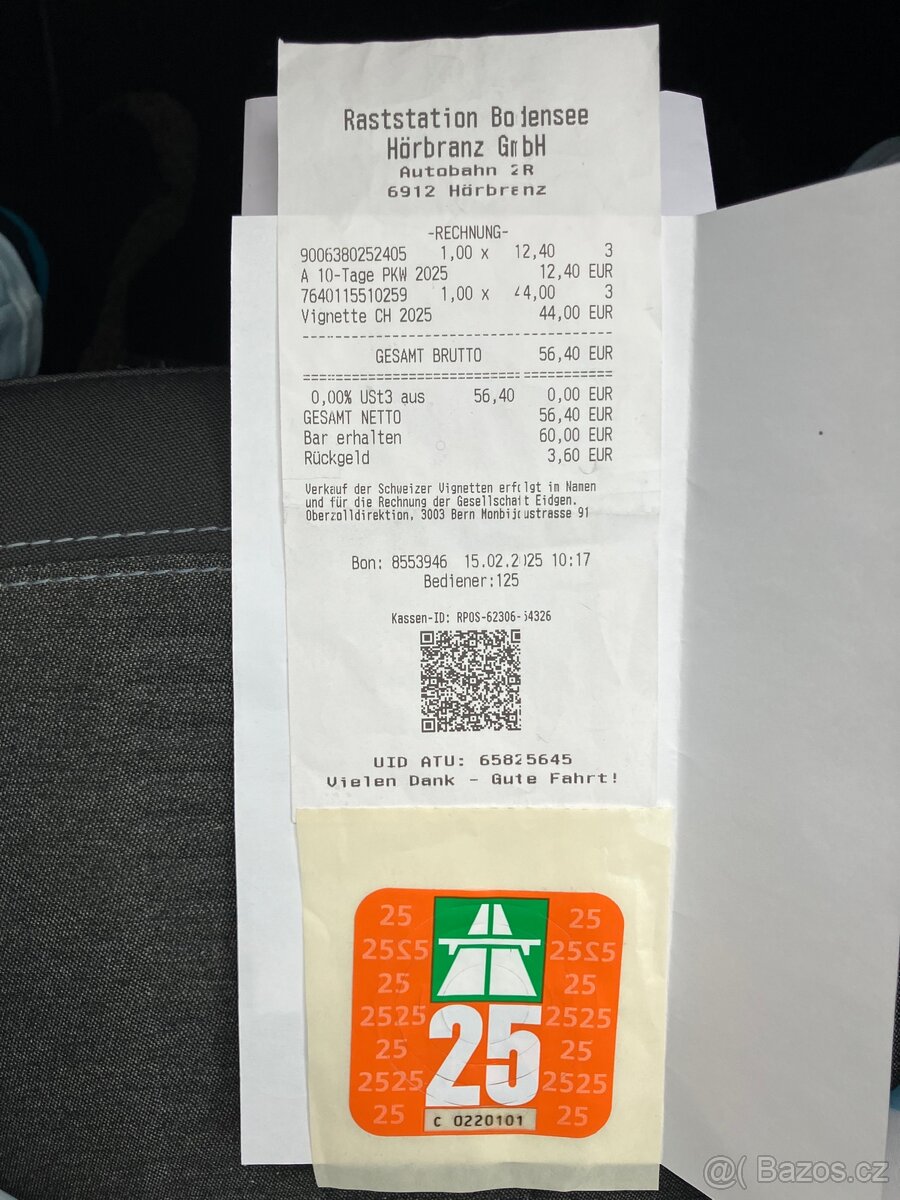 Raststation Bodensee
Hörbranz GmbH
Autobahn 2R
6912 Hörbranz
-RECHNUNG-
9006380252405 1,00 x 12,40 3
A 10-Tage PKW 2025 12,40 EUR
7640115510259 1,00 x 44,00 3
Vignette CH 2025 44,00 EUR
GESAMT BRUTTO 56,40 EUR
0,00% USt3 aus 56,40 0,00 EUR
GESAMT NETTO 56,40 EUR
Bar erhalten 60,00 EUR
Rückgeld 3,60 EUR
Verkauf der Schweizer Vignetten erfolgt im Namen
und für die Rechnung der Gesellschaft Eidgen.
Oberzolldirektion, 3003 Bern Monbijoustrasse 91
Bon: 8553946 15.02.2025 10:17
Bediener:125
Kassen-ID: RPOS-62306-54326
UID ATU: 65825645
Vielen Dank - Gute Fahrt!
25 25
2525 2525
25 25
2525 2525
25
25 25
2525 2525
25 25
C 0220101
@( Bazos.cz